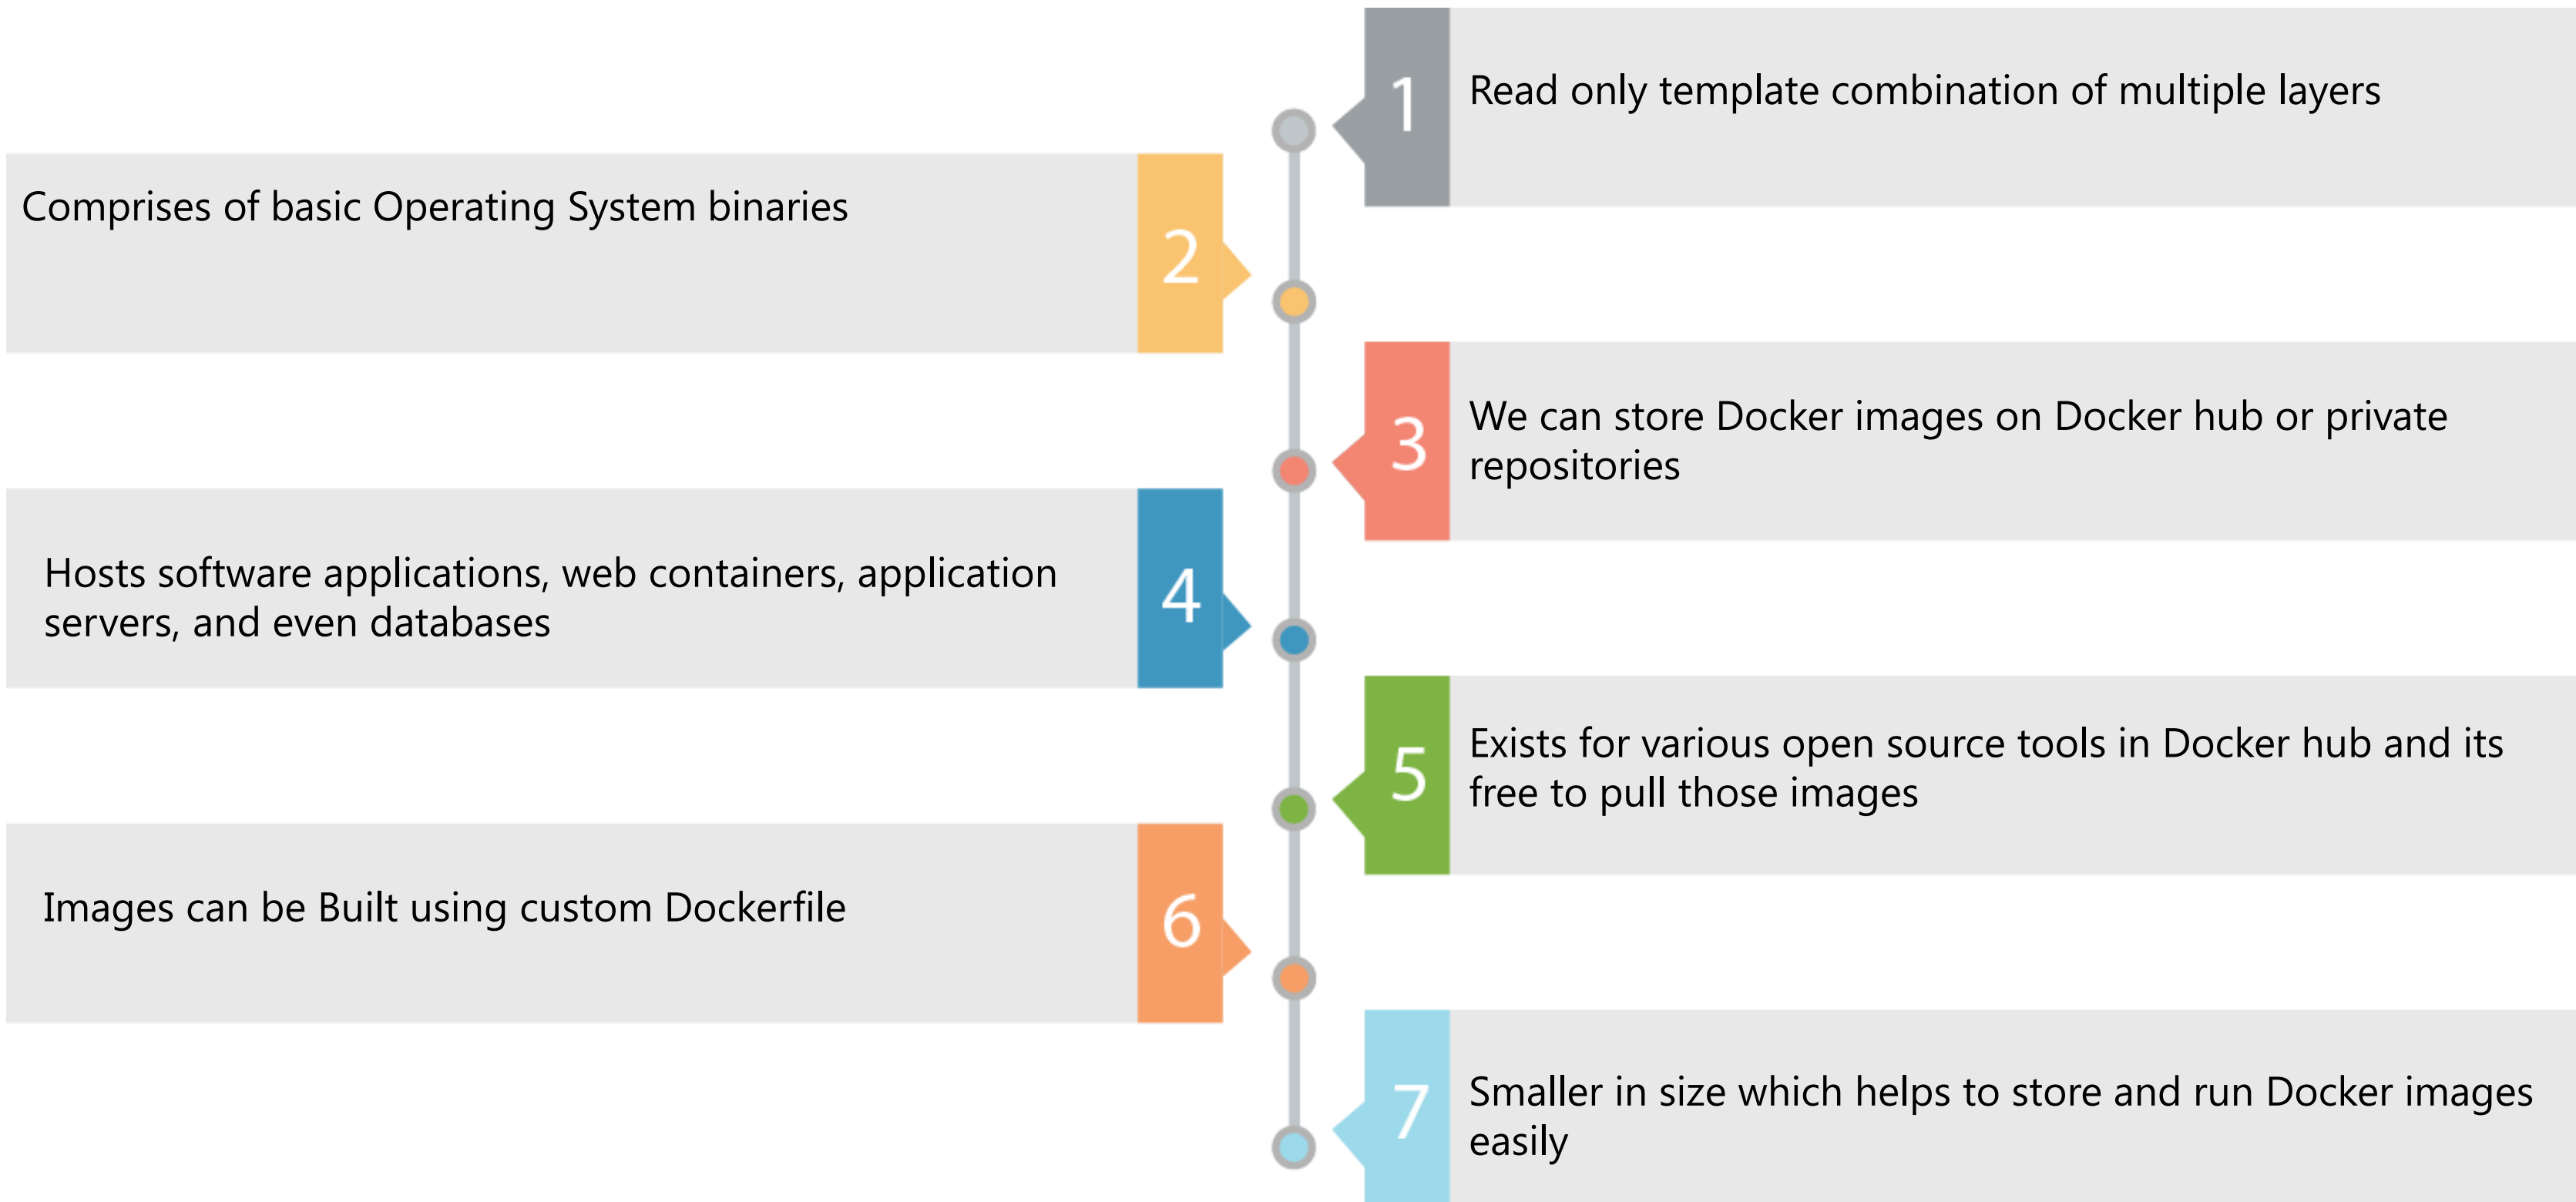 1
Read only template combination of multiple layers
2
Comprises of basic Operating System binaries
3
We can store Docker images on Docker hub or private
repositories
4
Hosts software applications, web containers, application
servers, and even databases
5
Exists for various open source tools in Docker hub and its
free to pull those images
6
Images can be Built using custom Dockerfile
7
Smaller in size which helps to store and run Docker images
easily